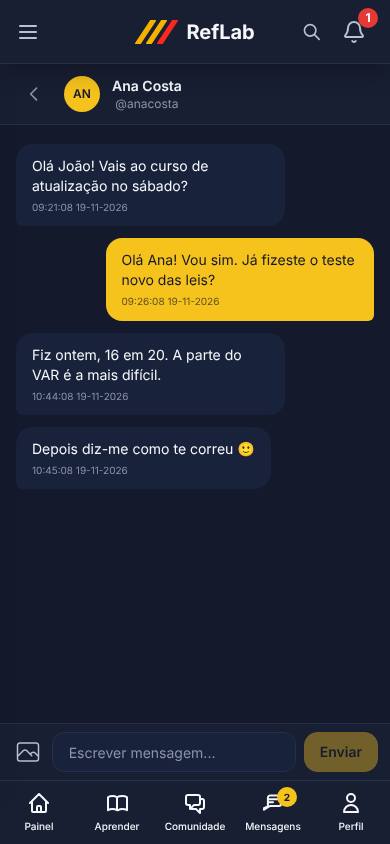 RefLab
1
AN
Ana Costa
@anacosta
Olá João! Vais ao curso de
atualização no sábado?
09:21:08 19-11-2026
Olá Ana! Vou sim. Já fizeste o teste
novo das leis?
09:26:08 19-11-2026
Fiz ontem, 16 em 20. A parte do
VAR é a mais difícil.
10:44:08 19-11-2026
Depois diz-me como te correu 🙂
10:45:08 19-11-2026
Escrever mensagem...
Enviar
2
Painel
Aprender
Comunidade
Mensagens
Perfil